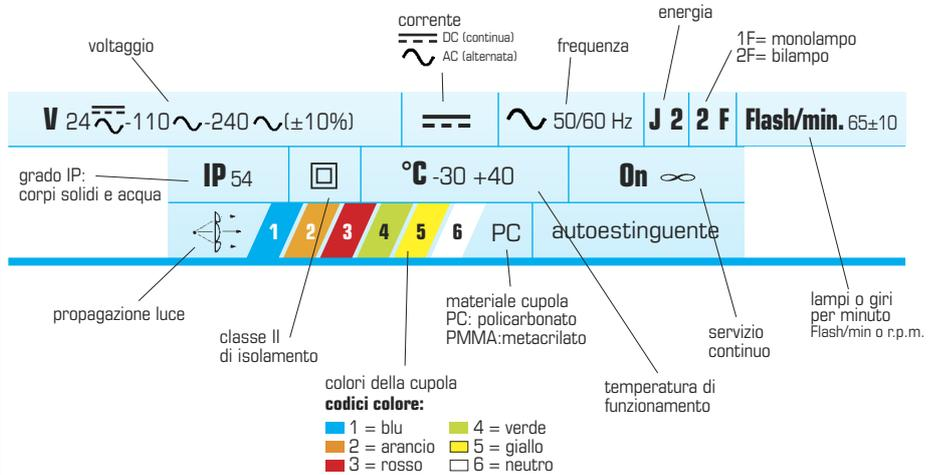 corrente
DC (continua)
AC (alternata)
energia
voltaggio
frequenza
1F= monolampo
2F= bilampo
V 24 -110 -240 (±10%)
50/60 Hz
J 2
2 F
Flash/min. 65±10
grado IP:
corpi solidi e acqua
IP 54
°C -30 +40
On ∞
1 2 3 4 5 6
PC
autoestinguente
propagazione luce
classe II
di isolamento
materiale cupola
PC: policarbonato
PMMA:metacrilato
servizio
continuo
lampi o giri
per minuto
Flash/min o r.p.m.
temperatura di
funzionamento
colori della cupola
codici colore:
1 = blu
2 = arancio
3 = rosso
4 = verde
5 = giallo
6 = neutro